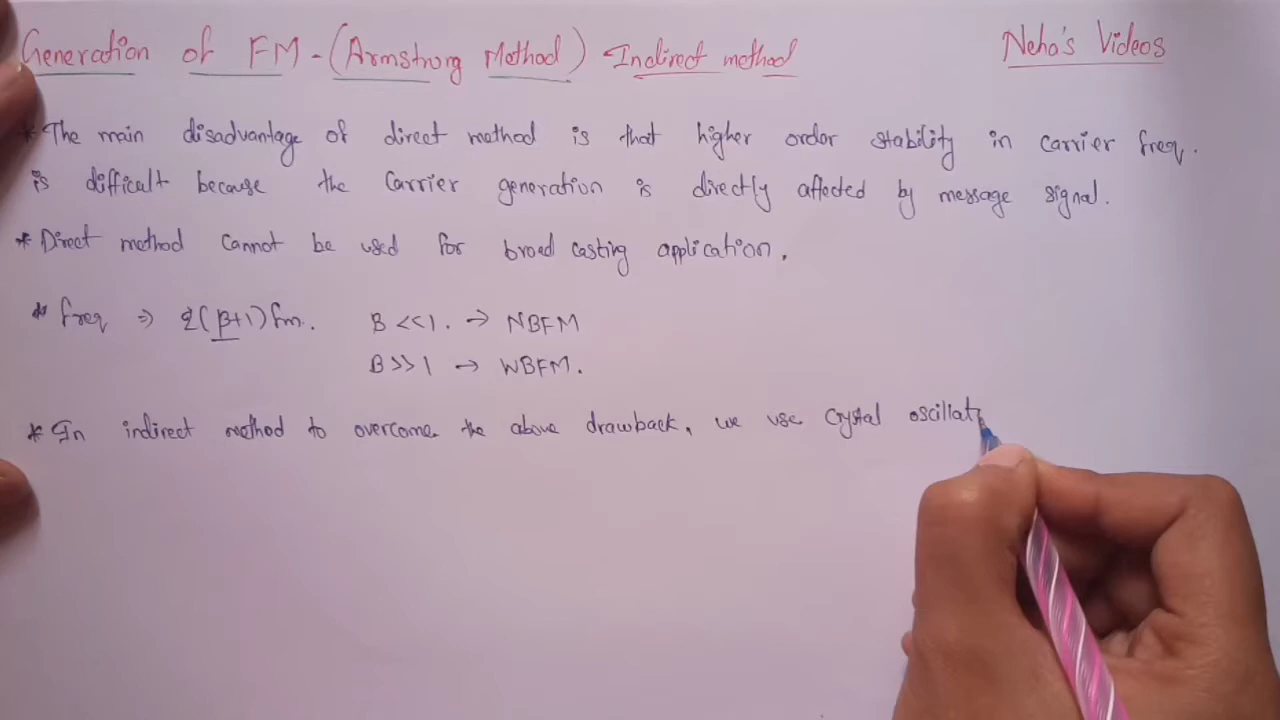 Generation of FM - (Armstrong Method) Indirect method
Neha's Videos
* The main disadvantage of direct method is that higher order stability in carrier freq.
is difficalt because the Carrier generation is directly affected by message signal.
* Direct method cannot be used for broad casting application.
* freq ⇒ 2(β+1)fm. B <<1. → NBFM
B >> 1 → WBFM.
* In indirect method to overcome the above drawback, we use Crystal oscillat